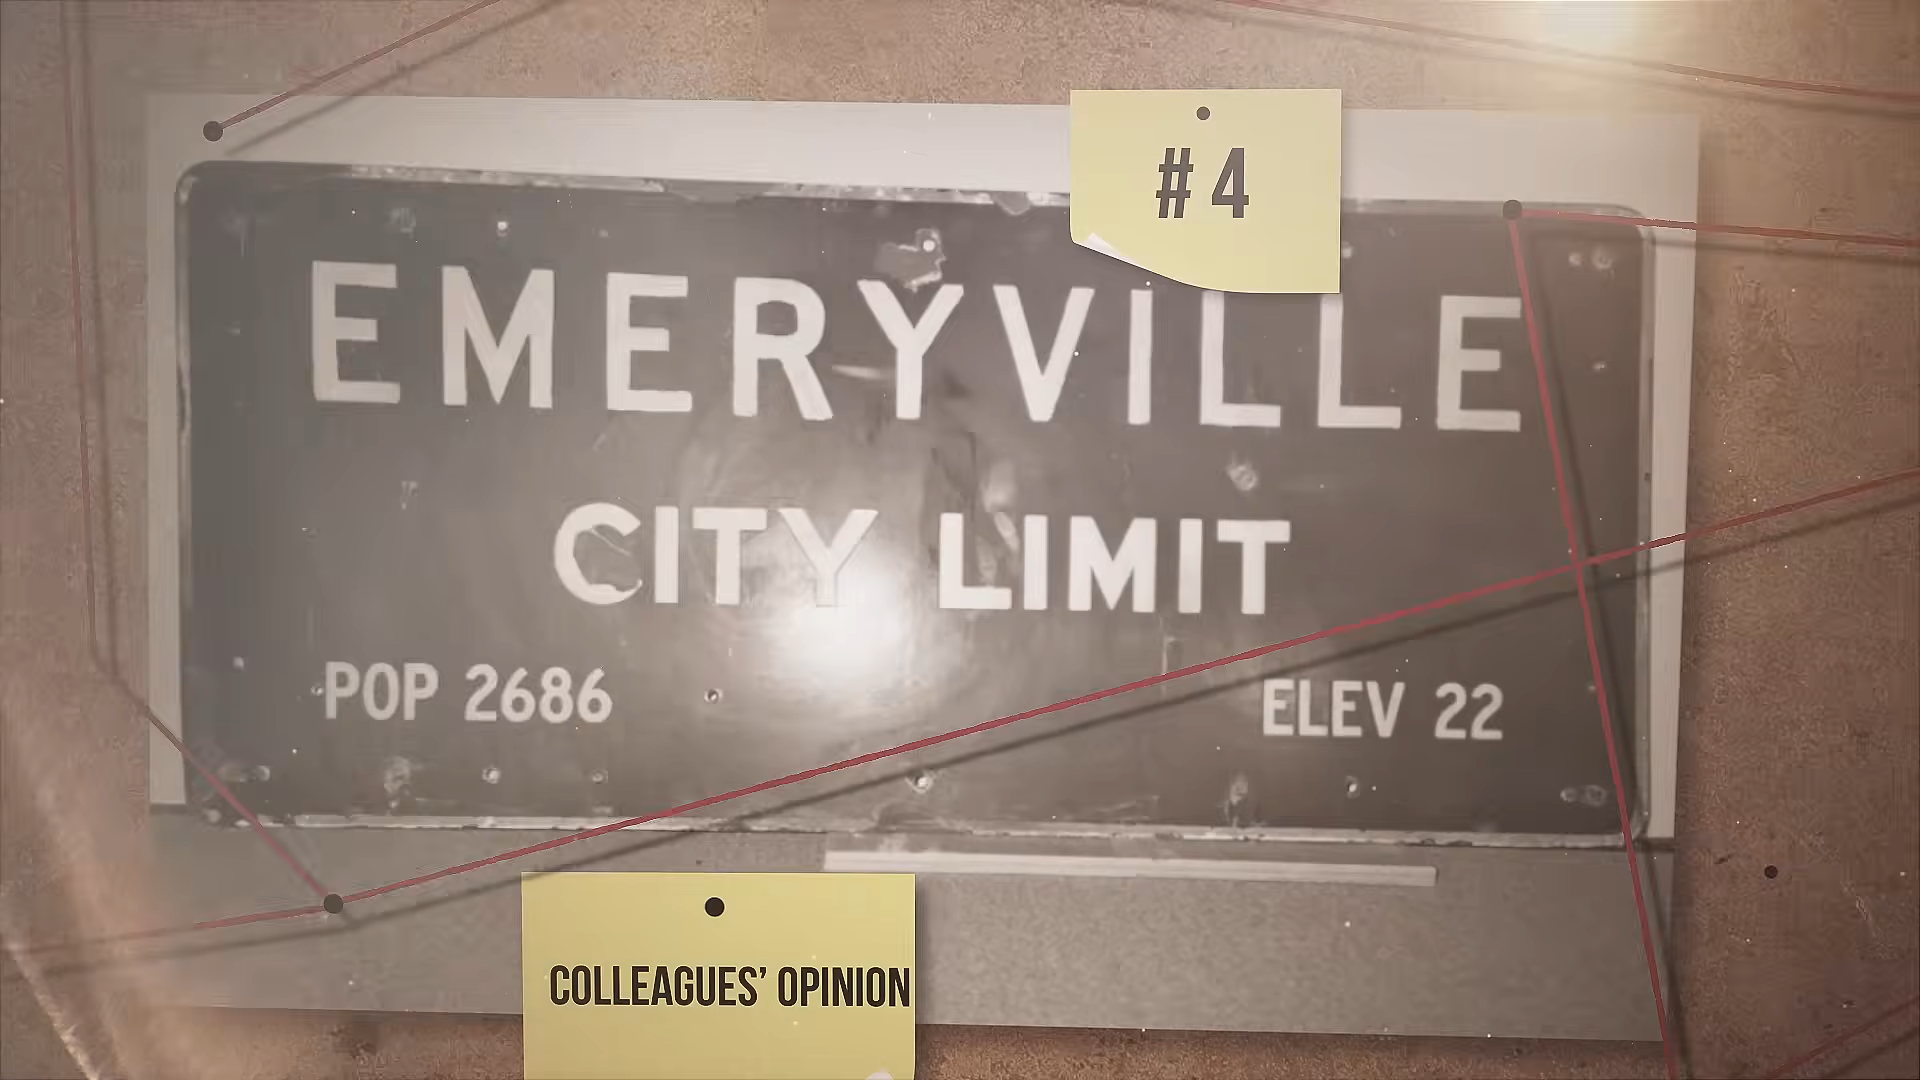 #4
EMERYVILLE
CITY LIMIT
POP 2686
ELEV 22
COLLEAGUES' OPINION